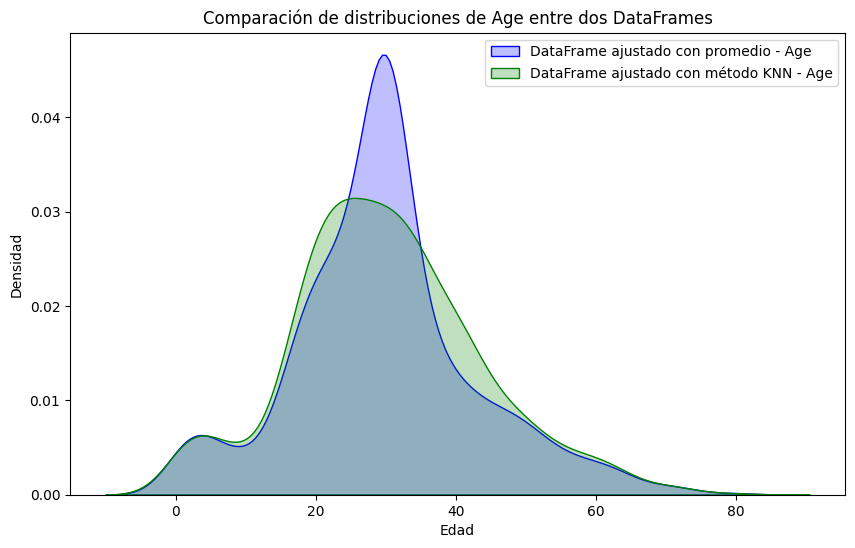 Comparación de distribuciones de Age entre dos DataFrames
DataFrame ajustado con promedio - Age
DataFrame ajustado con método KNN - Age
Densidad
0.04
0.03
0.02
0.01
0.00
0 20 40 60 80
Edad